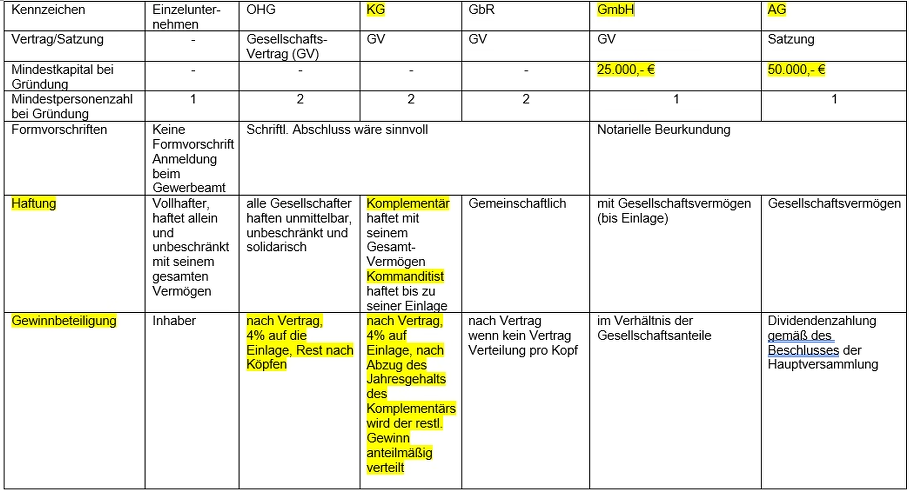 Kennzeichen Einzelunter- OHG KG GbR GmbH AG
nehmen
Vertrag/Satzung - Gesellschafts- GV GV GV Satzung
Vertrag (GV)
Mindestkapital bei - - - - 25.000,- € 50.000,- €
Gründung
Mindestpersonenzahl 1 2 2 2 1 1
bei Gründung
Formvorschriften Keine Schriftl. Abschluss wäre sinnvoll Notarielle Beurkundung
Formvorschrift
Anmeldung
beim
Gewerbeamt
Haftung Vollhafter, alle Gesellschafter Komplementär Gemeinschaftlich mit Gesellschaftsvermögen Gesellschaftsvermögen
haftet allein haften unmittelbar, haftet mit (bis Einlage)
und unbeschränkt und seinem
unbeschränkt solidarisch Gesamt-
mit seinem Vermögen
gesamten Kommanditist
Vermögen haftet bis zu
seiner Einlage
Gewinnbeteiligung Inhaber nach Vertrag, nach Vertrag, nach Vertrag im Verhältnis der Dividendenzahlung
4% auf die 4% auf wenn kein Vertrag Gesellschaftsanteile gemäß des
Einlage, Rest nach Einlage, nach Verteilung pro Kopf Beschlusses der
Köpfen Abzug des Hauptversammlung
Jahresgehalts
des
Komplementärs
wird der restl.
Gewinn
anteilmäßig
verteilt